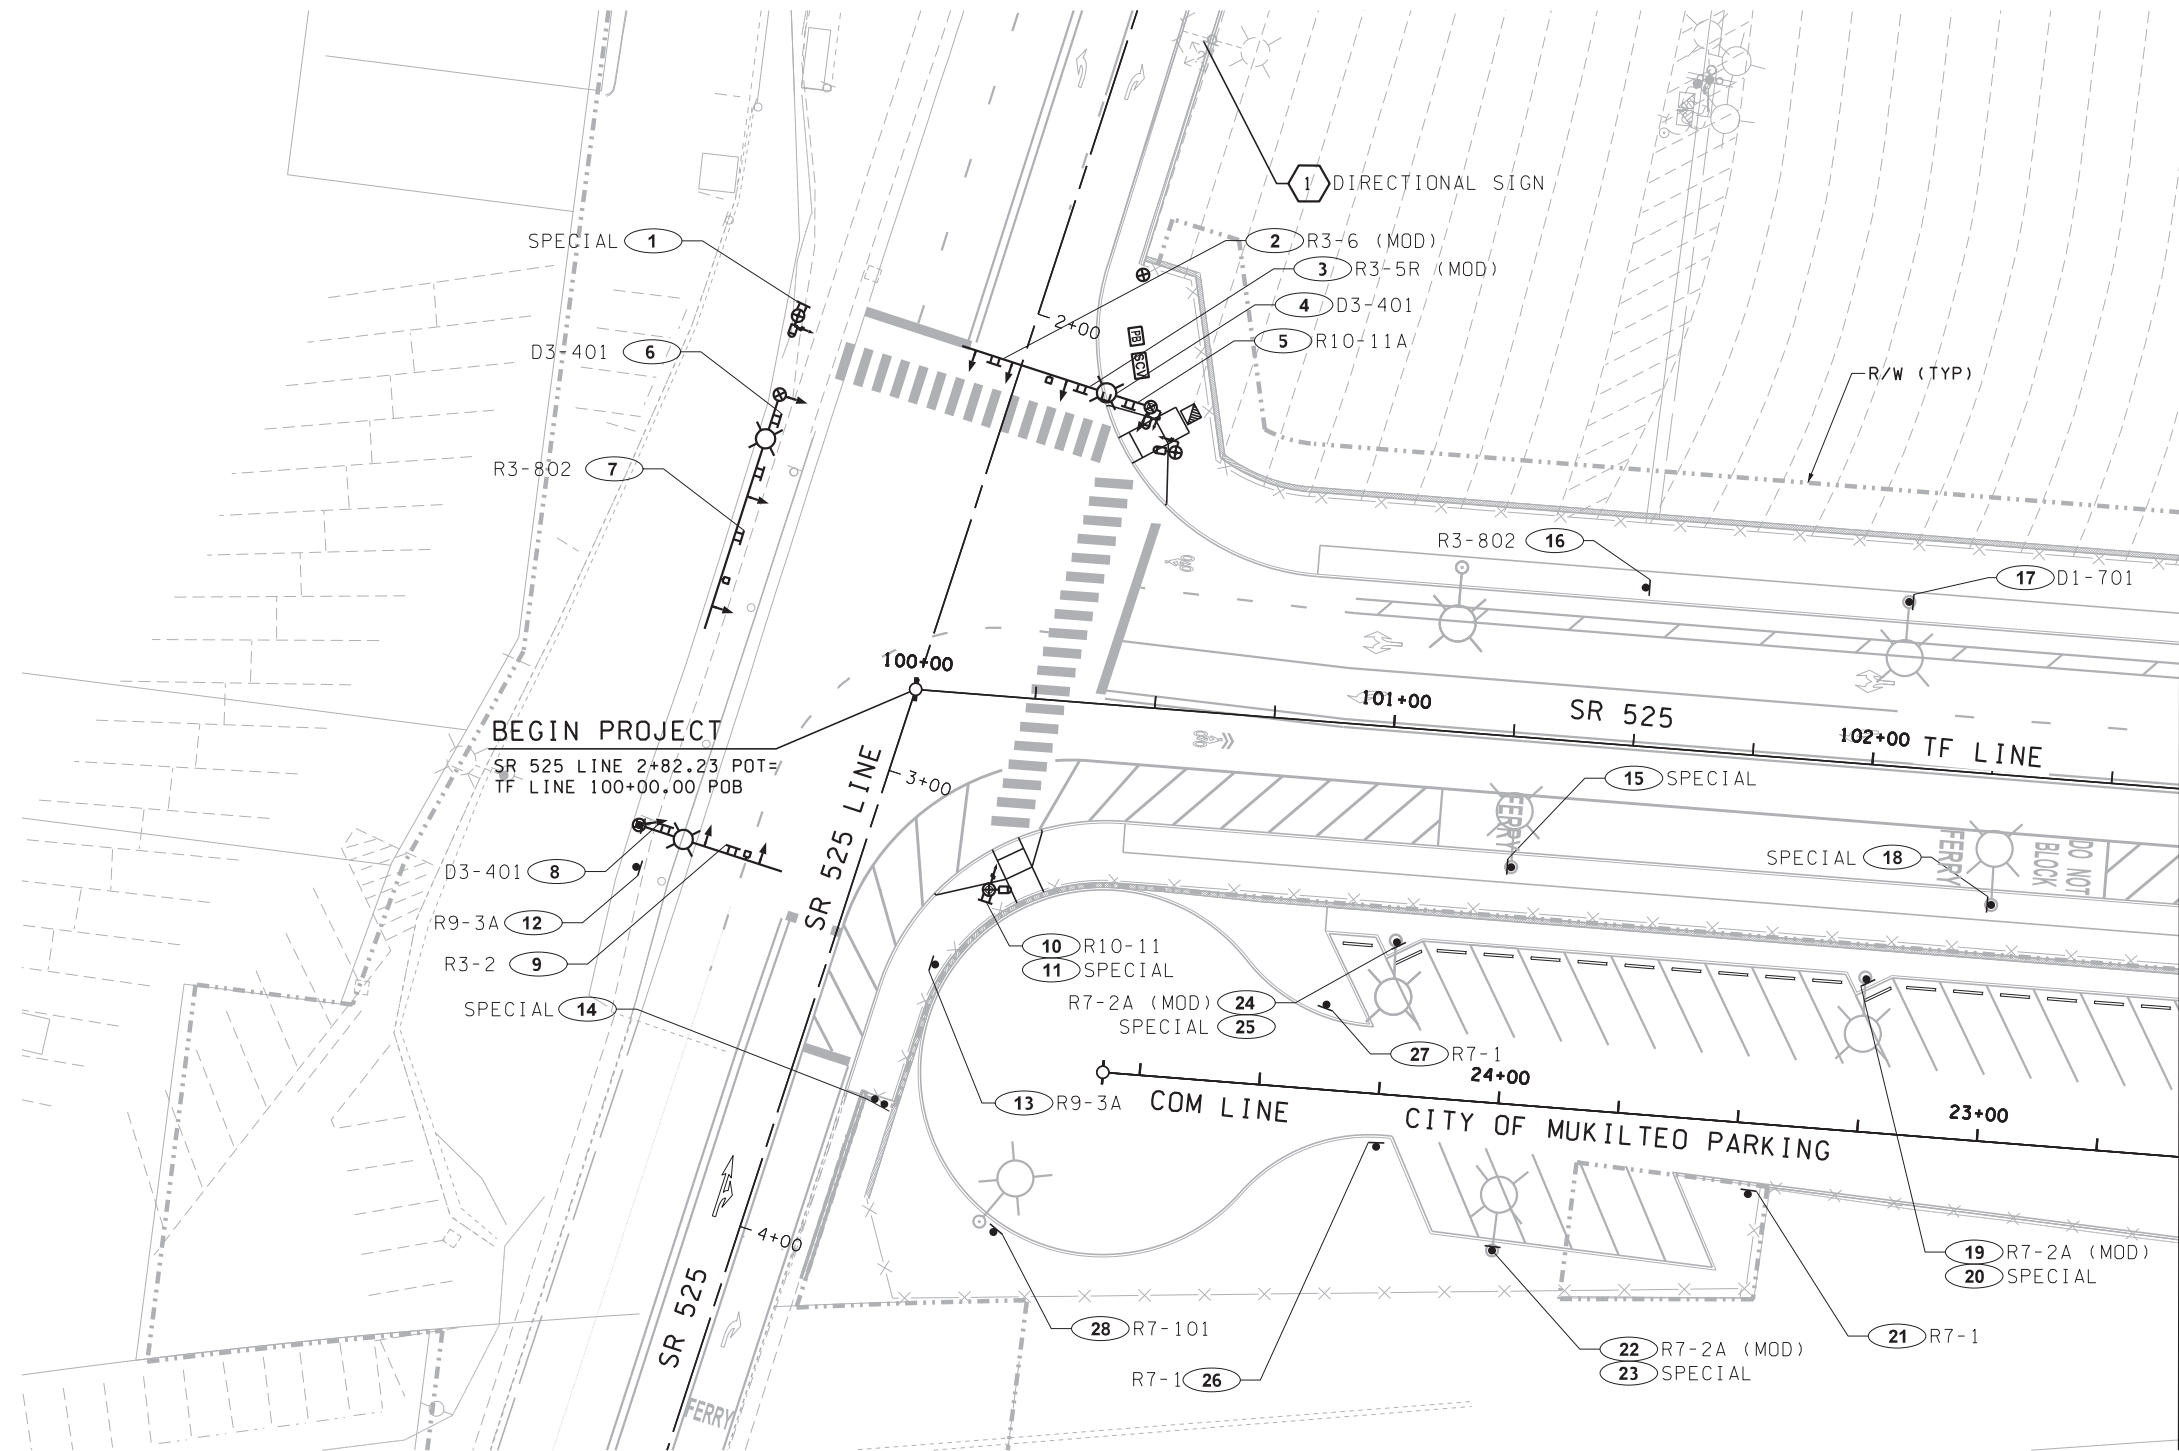 1 DIRECTIONAL SIGN
SPECIAL 1
2 R3-6 (MOD)
3 R3-5R (MOD)
4 D3-401
5 R10-11A
2+00
PB
SCV
D3-401 6
R/W (TYP)
R3-802 7
R3-802 16
17 D1-701
100+00
101+00
SR 525
102+00
TF LINE
BEGIN PROJECT
SR 525 LINE 2+82.23 POT=
TF LINE 100+00.00 POB
SR 525 LINE
3+00
15 SPECIAL
FERRY
SPECIAL 18
FERRY
DO NOT
BLOCK
D3-401 8
R9-3A 12
R3-2 9
10 R10-11
11 SPECIAL
SPECIAL 14
R7-2A (MOD) 24
SPECIAL 25
27 R7-1
24+00
13 R9-3A
COM LINE
CITY OF MUKILTEO PARKING
23+00
4+00
SR 525
19 R7-2A (MOD)
20 SPECIAL
28 R7-101
21 R7-1
22 R7-2A (MOD)
23 SPECIAL
R7-1 26
FERRY